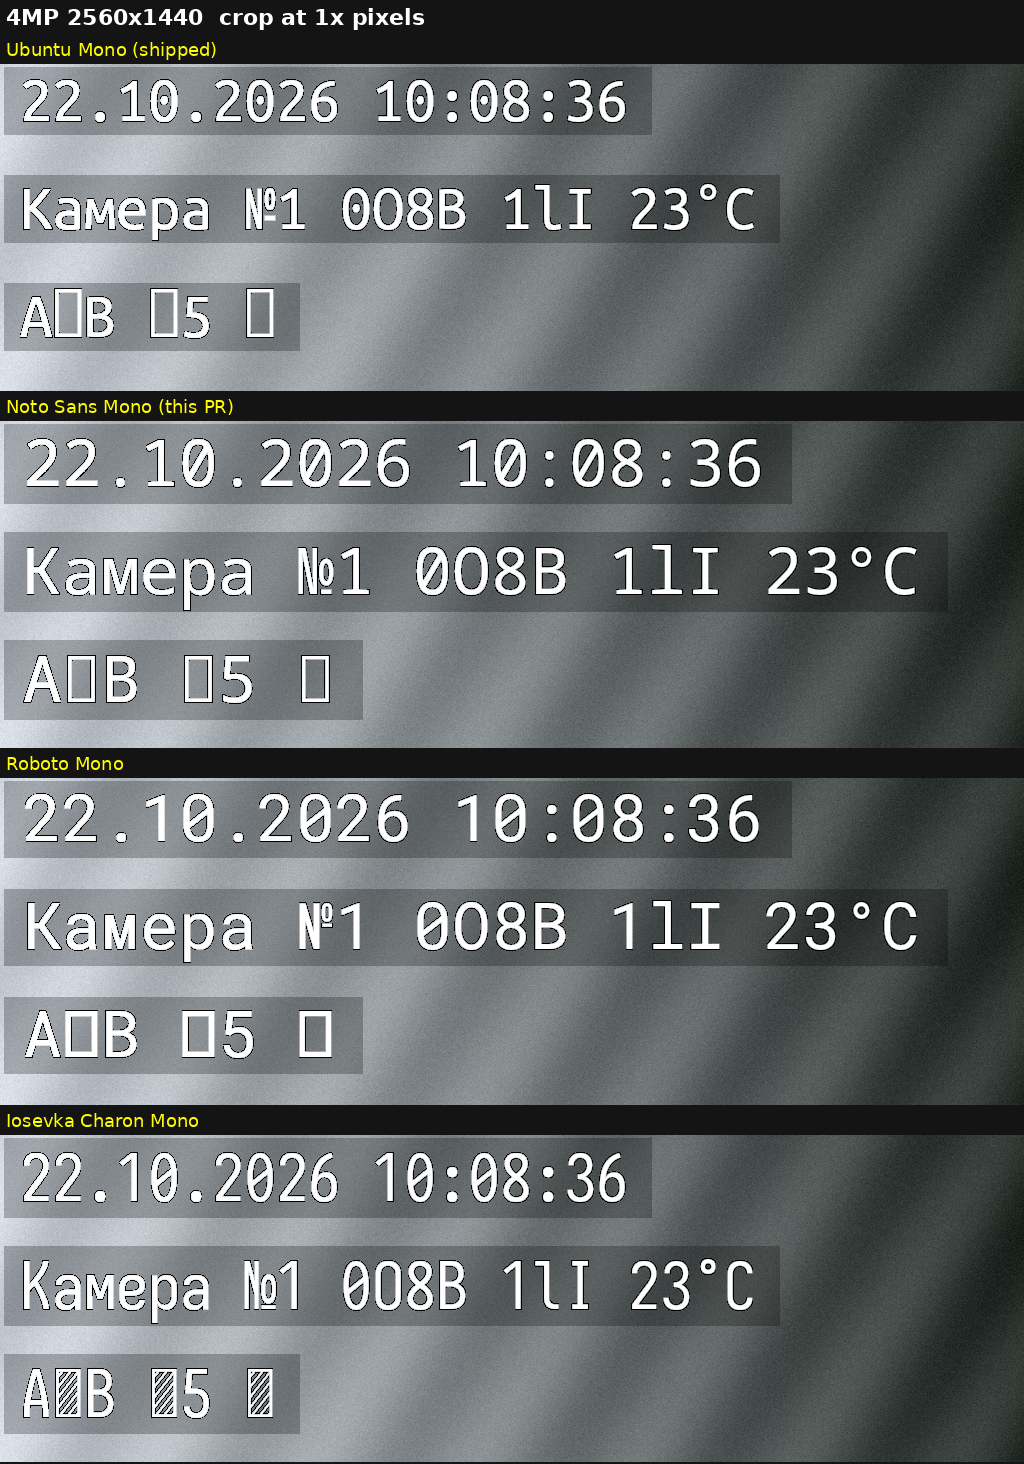 4MP 2560x1440 crop at 1x pixels
Ubuntu Mono (shipped)
22.10.2026 10:08:36
Камера №1 0O8B 1lI 23°C
A□B □5 □
Noto Sans Mono (this PR)
22.10.2026 10:08:36
Камера №1 0O8B 1lI 23°C
A□B □5 □
Roboto Mono
22.10.2026 10:08:36
Камера №1 0O8B 1lI 23°C
A□B □5 □
Iosevka Charon Mono
22.10.2026 10:08:36
Камера №1 0O8B 1lI 23°C
A▨B ▨5 ▨